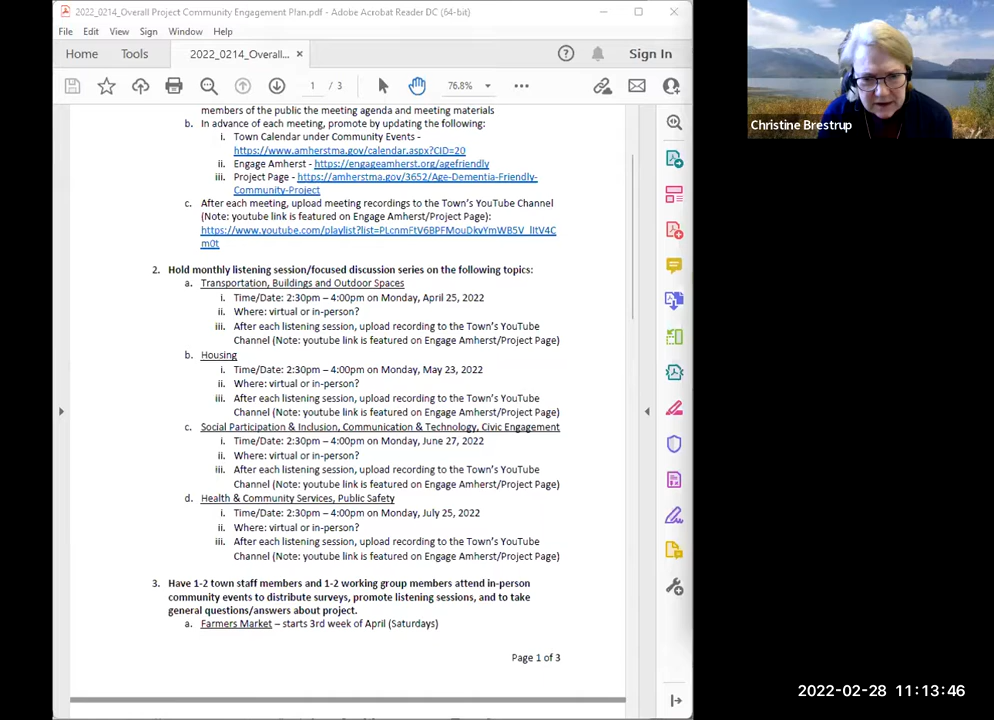 2022_0214_Overall Project Community Engagement Plan.pdf - Adobe Acrobat Reader DC (64-bit)
File Edit View Sign Window Help
Home Tools 2022_0214_Overall... × Sign In
1 / 3 76.8%
members of the public the meeting agenda and meeting materials
b. In advance of each meeting, promote by updating the following:
i. Town Calendar under Community Events -
https://www.amherstma.gov/calendar.aspx?CID=20
ii. Engage Amherst - https://engageamherst.org/agefriendly
iii. Project Page - https://amherstma.gov/3652/Age-Dementia-Friendly-
Community-Project
c. After each meeting, upload meeting recordings to the Town's YouTube Channel
(Note: youtube link is featured on Engage Amherst/Project Page):
m0t
2. Hold monthly listening session/focused discussion series on the following topics:
a. Transportation, Buildings and Outdoor Spaces
i. Time/Date: 2:30pm – 4:00pm on Monday, April 25, 2022
ii. Where: virtual or in-person?
iii. After each listening session, upload recording to the Town's YouTube
Channel (Note: youtube link is featured on Engage Amherst/Project Page)
b. Housing
i. Time/Date: 2:30pm – 4:00pm on Monday, May 23, 2022
ii. Where: virtual or in-person?
iii. After each listening session, upload recording to the Town's YouTube
Channel (Note: youtube link is featured on Engage Amherst/Project Page)
c. Social Participation & Inclusion, Communication & Technology, Civic Engagement
i. Time/Date: 2:30pm – 4:00pm on Monday, June 27, 2022
ii. Where: virtual or in-person?
iii. After each listening session, upload recording to the Town's YouTube
Channel (Note: youtube link is featured on Engage Amherst/Project Page)
d. Health & Community Services, Public Safety
i. Time/Date: 2:30pm – 4:00pm on Monday, July 25, 2022
ii. Where: virtual or in-person?
iii. After each listening session, upload recording to the Town's YouTube
Channel (Note: youtube link is featured on Engage Amherst/Project Page)
3. Have 1-2 town staff members and 1-2 working group members attend in-person
community events to distribute surveys, promote listening sessions, and to take
general questions/answers about project.
a. Farmers Market – starts 3rd week of April (Saturdays)
Page 1 of 3
Christine Brestrup
2022-02-28 11:13:46